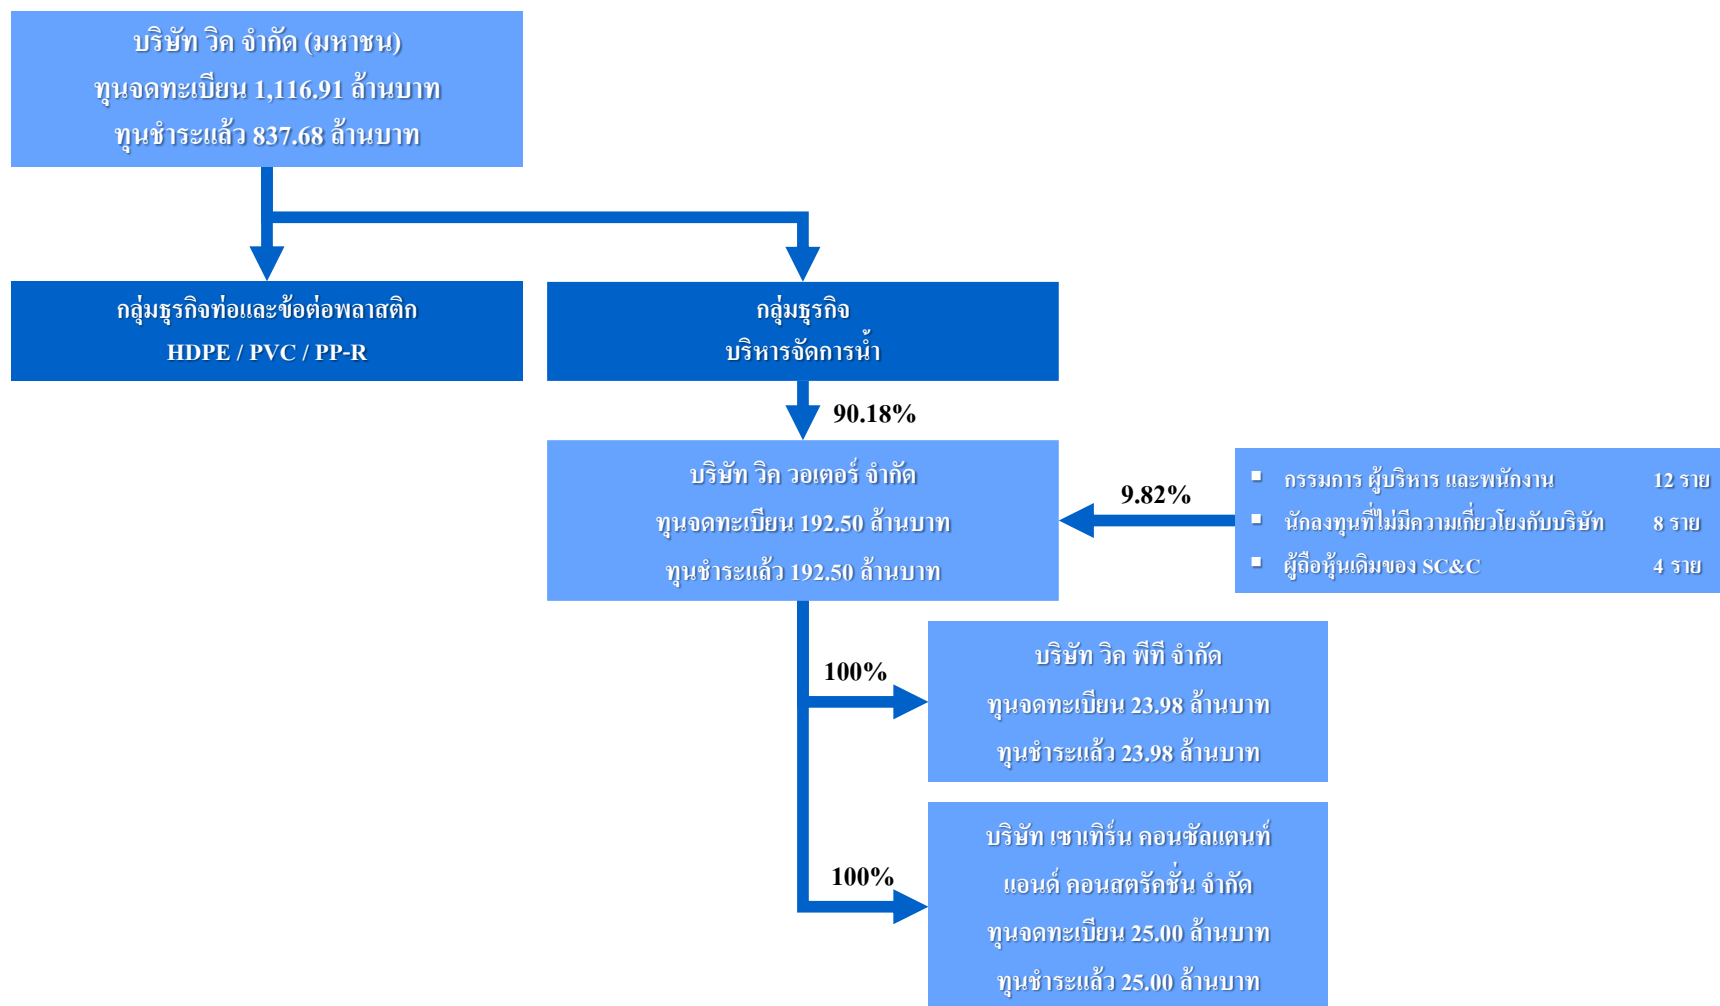 บริษัท วิค จำกัด (มหาชน)
ทุนจดทะเบียน 1,116.91 ล้านบาท
ทุนชำระแล้ว 837.68 ล้านบาท
กลุ่มธุรกิจท่อและข้อต่อพลาสติก
HDPE / PVC / PP-R
กลุ่มธุรกิจ
บริหารจัดการน้ำ
90.18%
บริษัท วิค วอเตอร์ จำกัด
ทุนจดทะเบียน 192.50 ล้านบาท
ทุนชำระแล้ว 192.50 ล้านบาท
9.82%
▪ กรรมการ ผู้บริหาร และพนักงาน 12 ราย
▪ นักลงทุนที่ไม่มีความเกี่ยวโยงกับบริษัท 8 ราย
▪ ผู้ถือหุ้นเดิมของ SC&C 4 ราย
100%
บริษัท วิค พีที จำกัด
ทุนจดทะเบียน 23.98 ล้านบาท
ทุนชำระแล้ว 23.98 ล้านบาท
100%
บริษัท เซาเทิร์น คอนซัลแตนท์
แอนด์ คอนสตรัคชั่น จำกัด
ทุนจดทะเบียน 25.00 ล้านบาท
ทุนชำระแล้ว 25.00 ล้านบาท